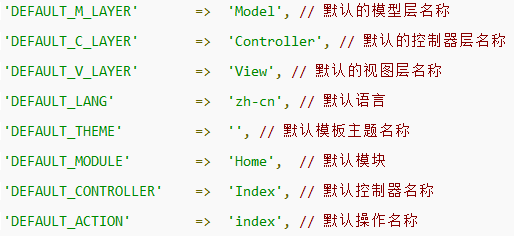 'DEFAULT_M_LAYER'       =>  'Model', // 默认的模型层名称
'DEFAULT_C_LAYER'       =>  'Controller', // 默认的控制器层名称
'DEFAULT_V_LAYER'       =>  'View', // 默认的视图层名称
'DEFAULT_LANG'          =>  'zh-cn', // 默认语言
'DEFAULT_THEME'         =>  '', // 默认模板主题名称
'DEFAULT_MODULE'        =>  'Home',  // 默认模块
'DEFAULT_CONTROLLER'    =>  'Index', // 默认控制器名称
'DEFAULT_ACTION'        =>  'index', // 默认操作名称